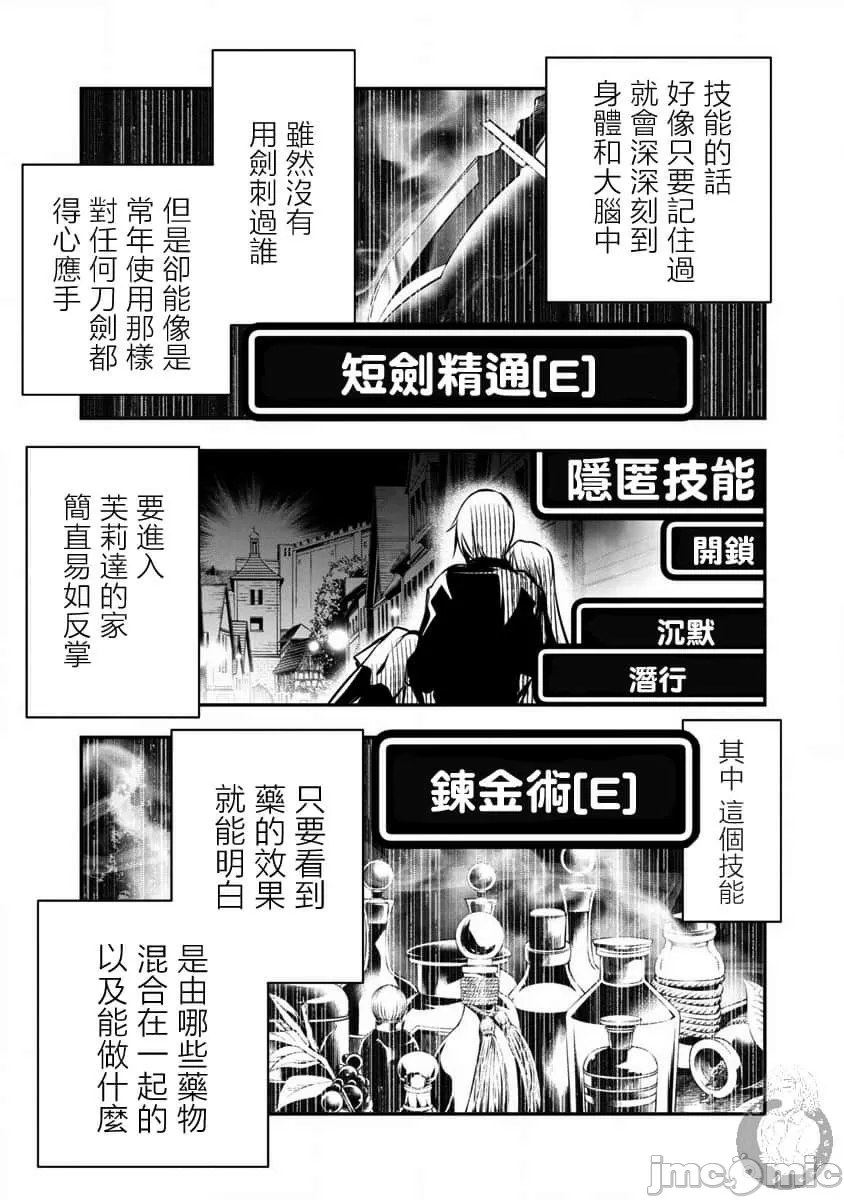 技能的話
好像只要記住過
就會深深刻到
身體和大腦中
雖然沒有
用劍刺過誰
但是卻能像是
常年使用那樣
對任何刀劍都
得心應手
短劍精通[E]
隱匿技能
開鎖
沉默
潛行
要進入
芙莉達的家
簡直易如反掌
其中 這個技能
鍊金術[E]
只要看到
藥的效果
就能明白
是由哪些藥物
混合在一起的
以及能做什麼
jmcomic